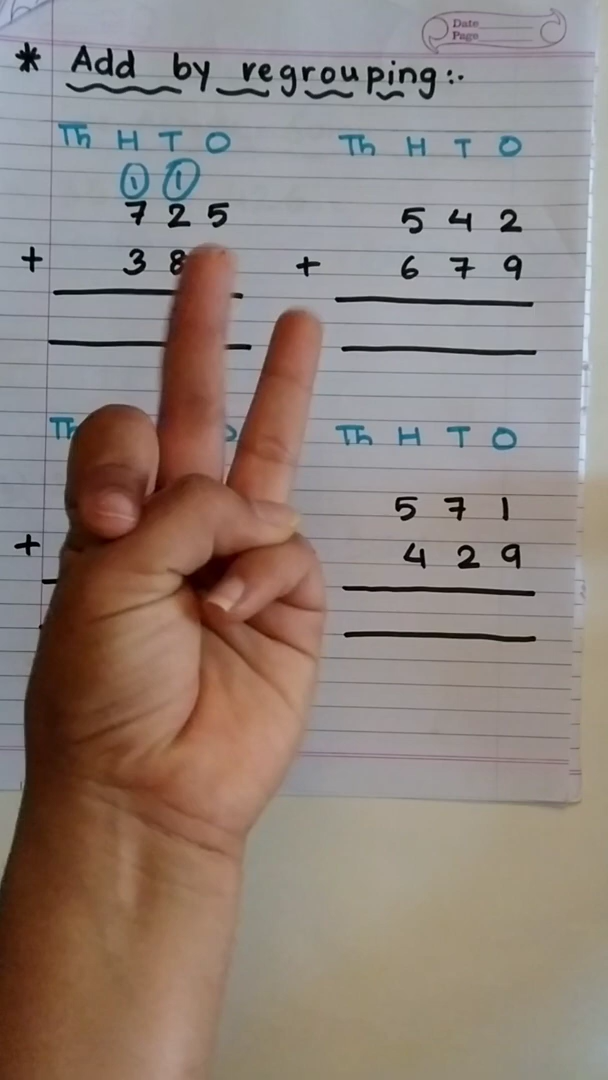 Date
Page
* Add by regrouping:.
Th H T O
1 1
7 2 5
+ 3 8
Th H T O
5 4 2
+ 6 7 9
Th
+
Th H T O
5 7 1
4 2 9